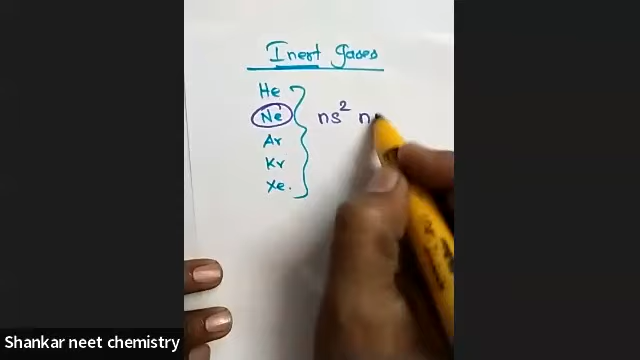 Inert gases
He
Ne
Ar
Kr
Xe.
ns² n
Shankar neet chemistry